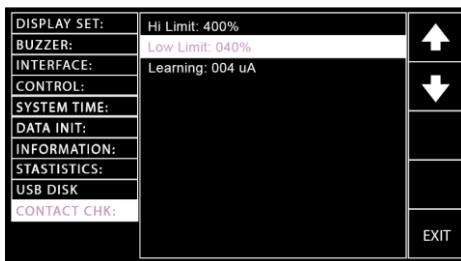 DISPLAY SET:
BUZZER:
INTERFACE:
CONTROL:
SYSTEM TIME:
DATA INIT:
INFORMATION:
STASTISTICS:
USB DISK
CONTACT CHK:
Hi Limit: 400%
Low Limit: 040%
Learning: 004 uA
EXIT